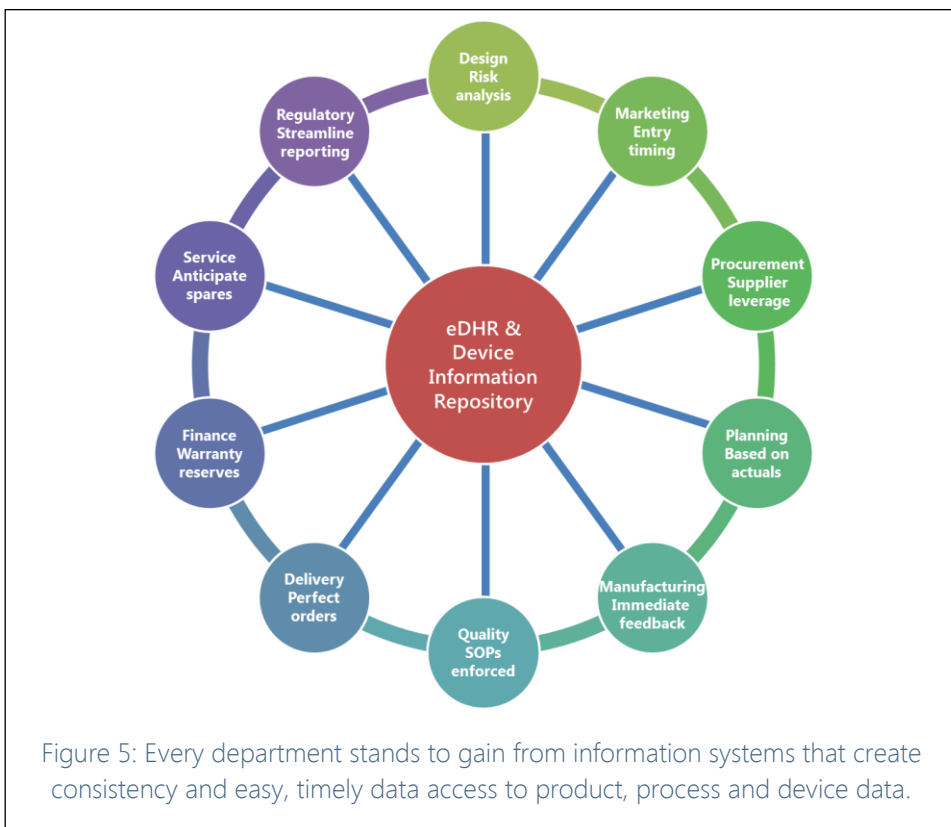 Design
Risk
analysis
Marketing
Entry
timing
Procurement
Supplier
leverage
Planning
Based on
actuals
Manufacturing
Immediate
feedback
Quality
SOPs
enforced
Delivery
Perfect
orders
Finance
Warranty
reserves
Service
Anticipate
spares
Regulatory
Streamline
reporting
eDHR &
Device
Information
Repository
Figure 5: Every department stands to gain from information systems that create
consistency and easy, timely data access to product, process and device data.